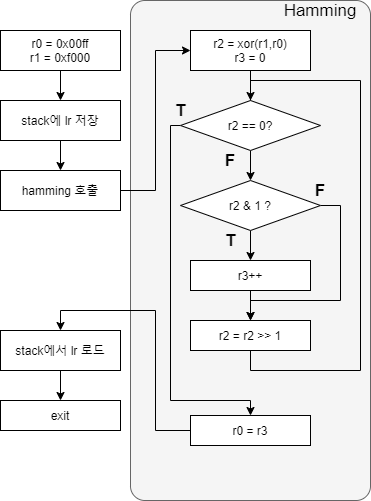 Hamming
r0 = 0x00ff
r1 = 0xf000
stack에 lr 저장
hamming 호출
r2 = xor(r1,r0)
r3 = 0
T
r2 == 0?
F
r2 & 1 ?
F
T
r3++
r2 = r2 >> 1
r0 = r3
stack에서 lr 로드
exit